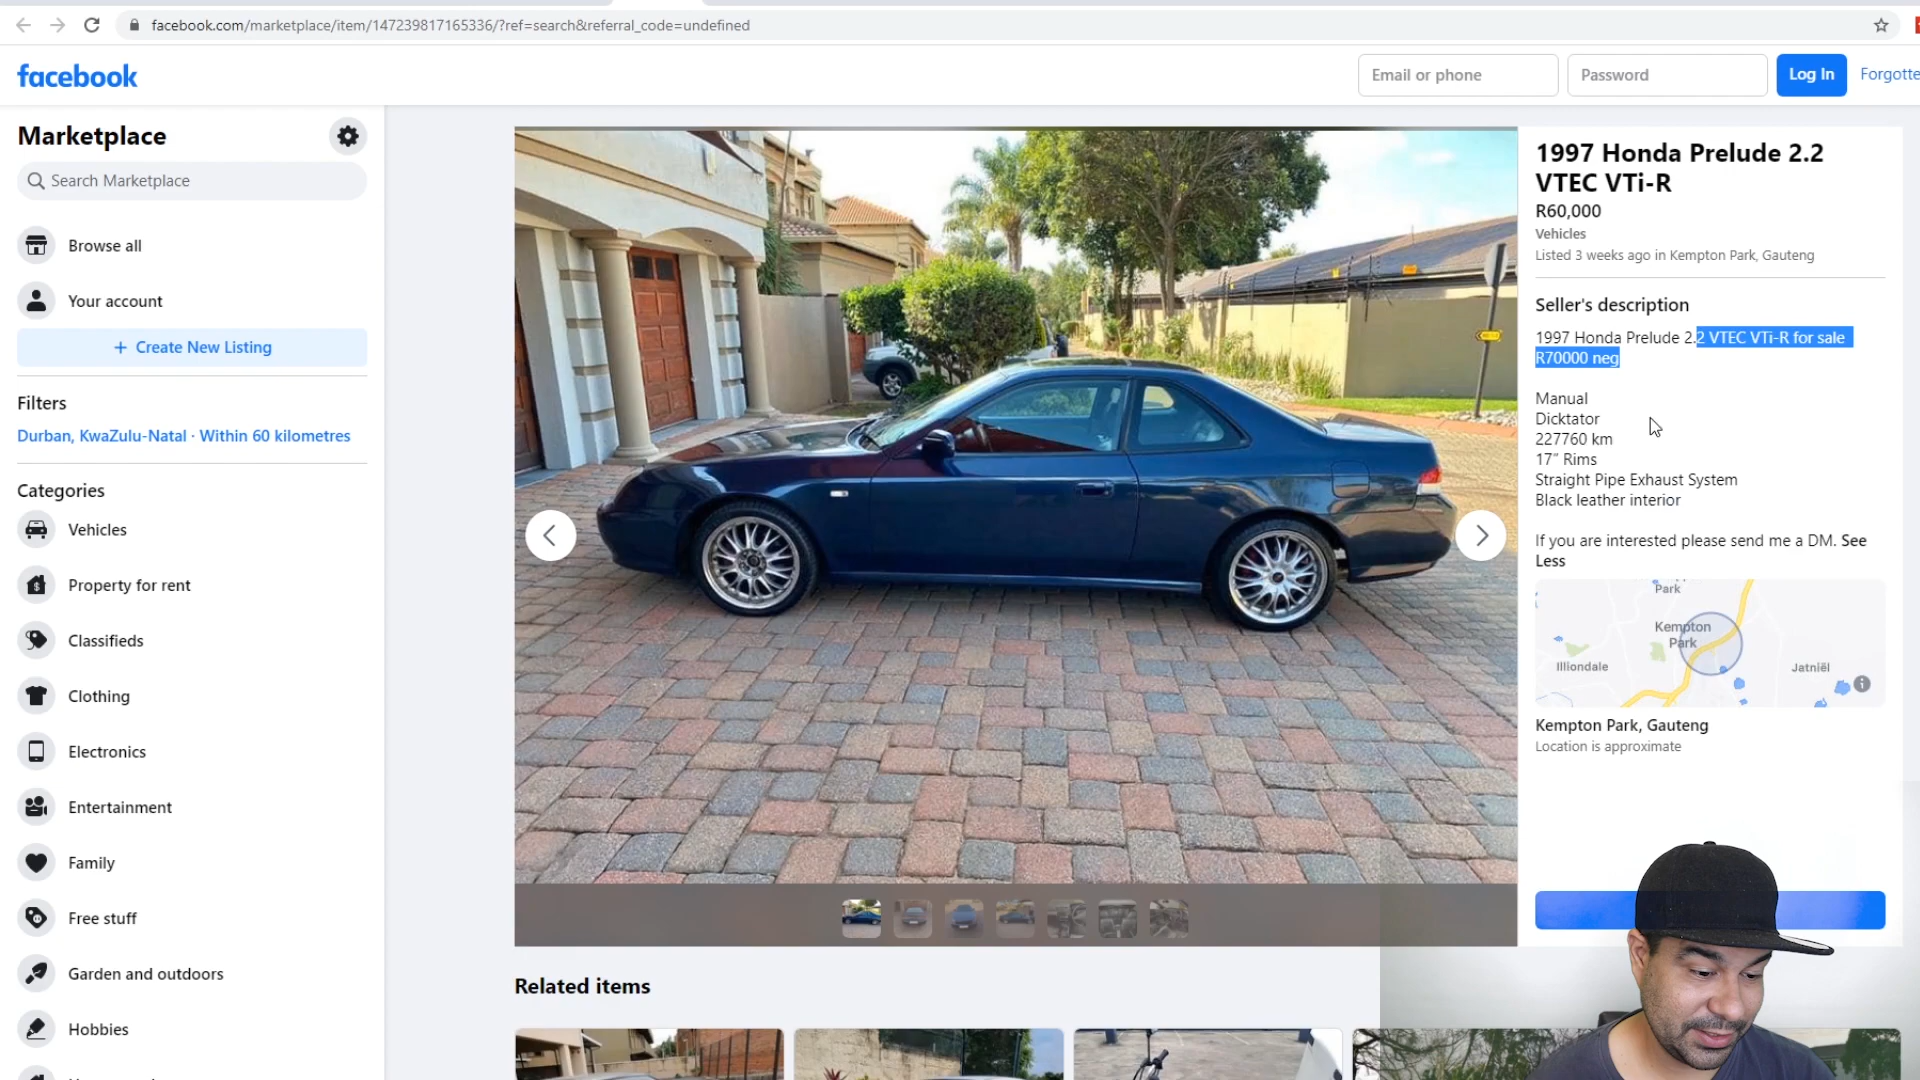 facebook.com/marketplace/item/147239817165336/?ref=search&referral_code=undefined
facebook
Email or phone
Password
Log In
Forgotte
Marketplace
Search Marketplace
Browse all
Your account
+ Create New Listing
Filters
Durban, KwaZulu-Natal · Within 60 kilometres
Categories
Vehicles
Property for rent
Classifieds
Clothing
Electronics
Entertainment
Family
Free stuff
Garden and outdoors
Hobbies
1997 Honda Prelude 2.2
VTEC VTi-R
R60,000
Vehicles
Listed 3 weeks ago in Kempton Park, Gauteng
Seller's description
1997 Honda Prelude 2.2 VTEC VTi-R for sale
R70000 neg
Manual
Dicktator
227760 km
17" Rims
Straight Pipe Exhaust System
Black leather interior
If you are interested please send me a DM. See
Less
Park
Kempton
Park
Illiondale
Jatniël
Kempton Park, Gauteng
Location is approximate
Related items